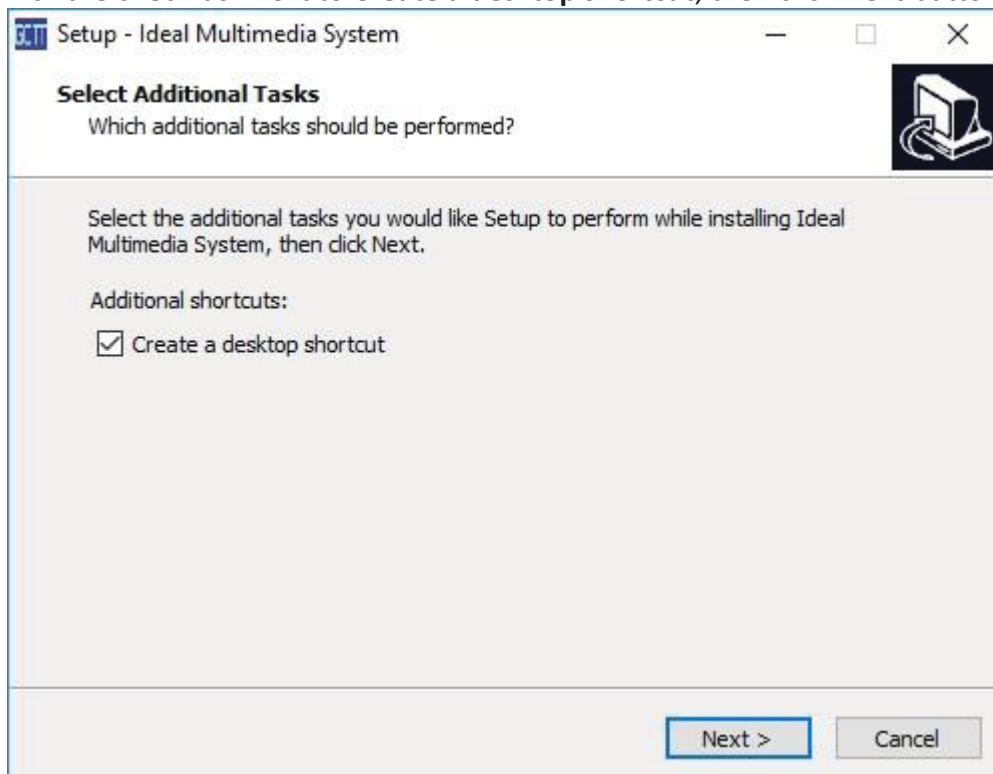 Setup - Ideal Multimedia System
Select Additional Tasks
Which additional tasks should be performed?
Select the additional tasks you would like Setup to perform while installing Ideal
Multimedia System, then click Next.
Additional shortcuts:
Create a desktop shortcut
Next >
Cancel